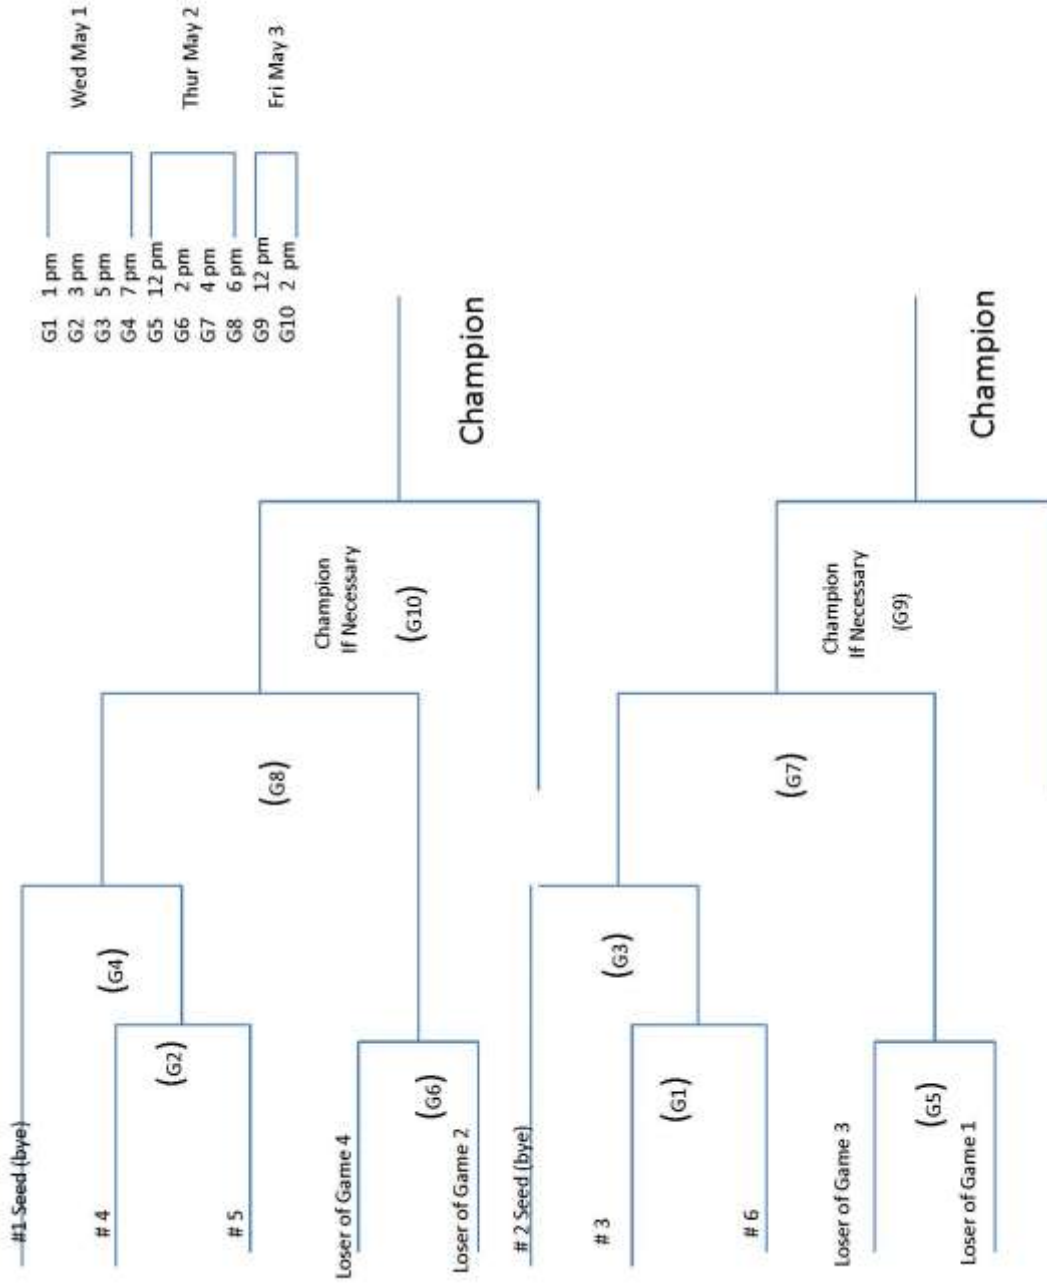 #1 Seed (bye)
# 4
# 5
(G2)
(G4)
Loser of Game 4
Loser of Game 2
(G6)
(G8)
Champion
If Necessary
(G10)
Champion
# 2 Seed (bye)
# 3
# 6
(G1)
(G3)
Loser of Game 3
Loser of Game 1
(G5)
(G7)
Champion
If Necessary
(G9)
Champion
G1 1 pm
G2 3 pm
G3 5 pm
G4 7 pm
Wed May 1
G5 12 pm
G6 2 pm
G7 4 pm
G8 6 pm
Thur May 2
G9 12 pm
G10 2 pm
Fri May 3